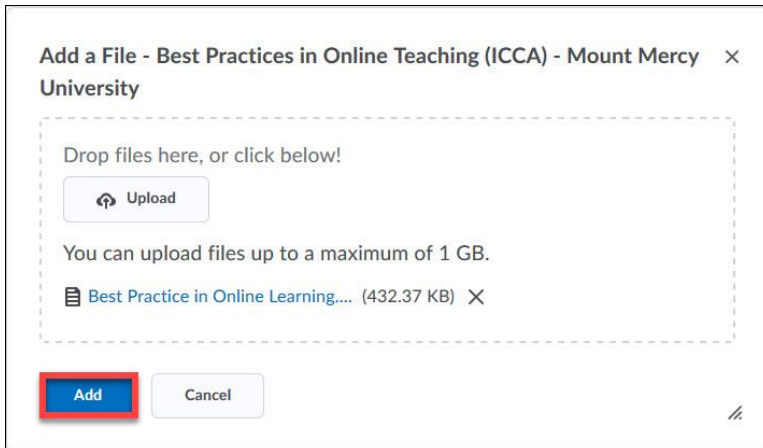 Add a File - Best Practices in Online Teaching (ICCA) - Mount Mercy
University
Drop files here, or click below!
Upload
You can upload files up to a maximum of 1 GB.
Best Practice in Online Learning.... (432.37 KB)
Add
Cancel